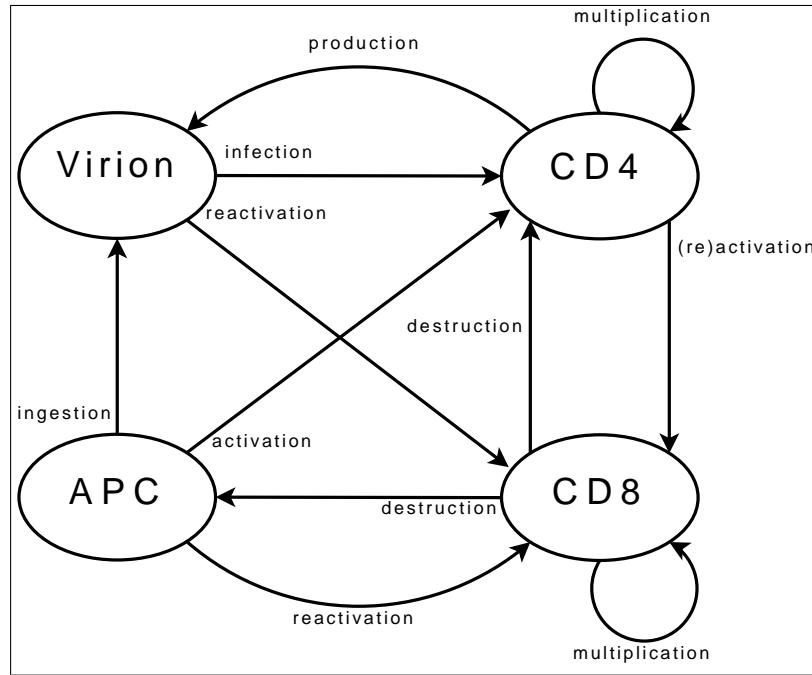 multiplication
production
Virion
infection
CD4
reactivation
(re)activation
destruction
ingestion
activation
APC
CD8
destruction
reactivation
multiplication